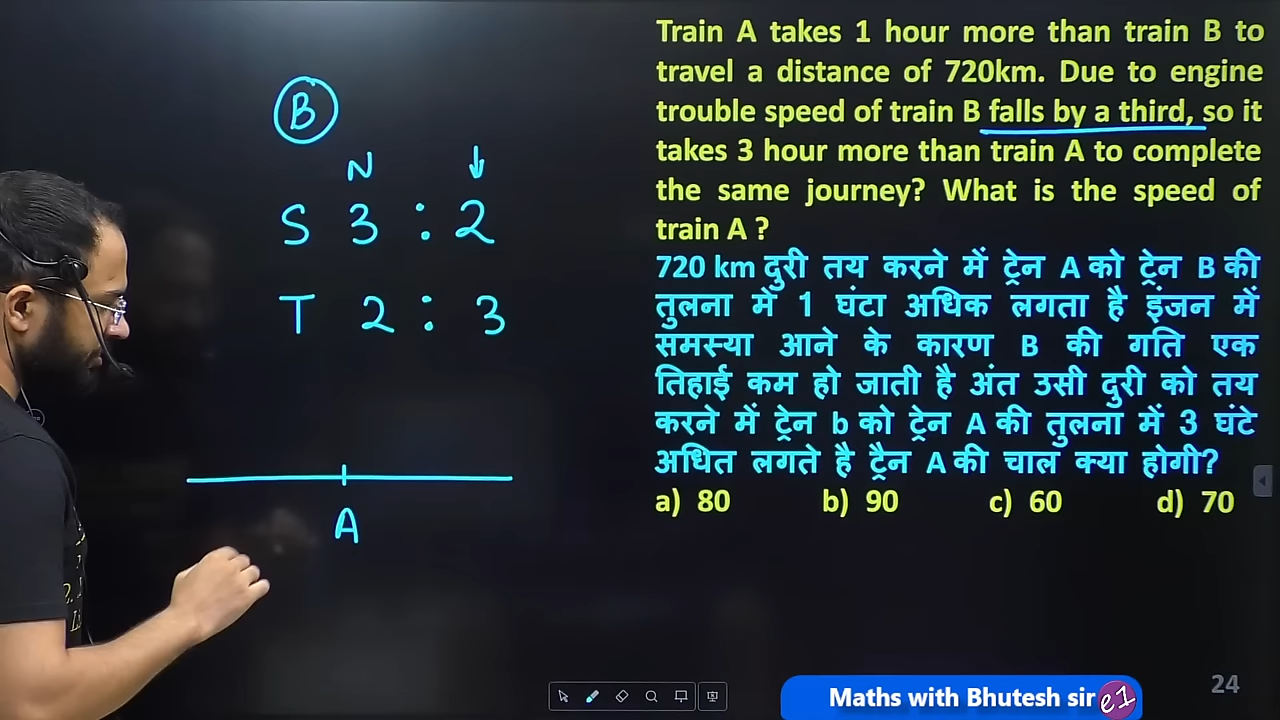 B
N ↓
S 3 : 2
T 2 : 3
A
Train A takes 1 hour more than train B to
travel a distance of 720km. Due to engine
trouble speed of train B falls by a third, so it
takes 3 hour more than train A to complete
the same journey? What is the speed of
train A ?
720 km दुरी तय करने में ट्रेन A को ट्रेन B की
तुलना में 1 घंटा अधिक लगता है इंजन में
समस्या आने के कारण B की गति एक
तिहाई कम हो जाती है अंत उसी दुरी को तय
करने में ट्रेन b को ट्रेन A की तुलना में 3 घंटे
अधित लगते है ट्रैन A की चाल क्या होगी?
a) 80 b) 90 c) 60 d) 70
24
Maths with Bhutesh sir e1